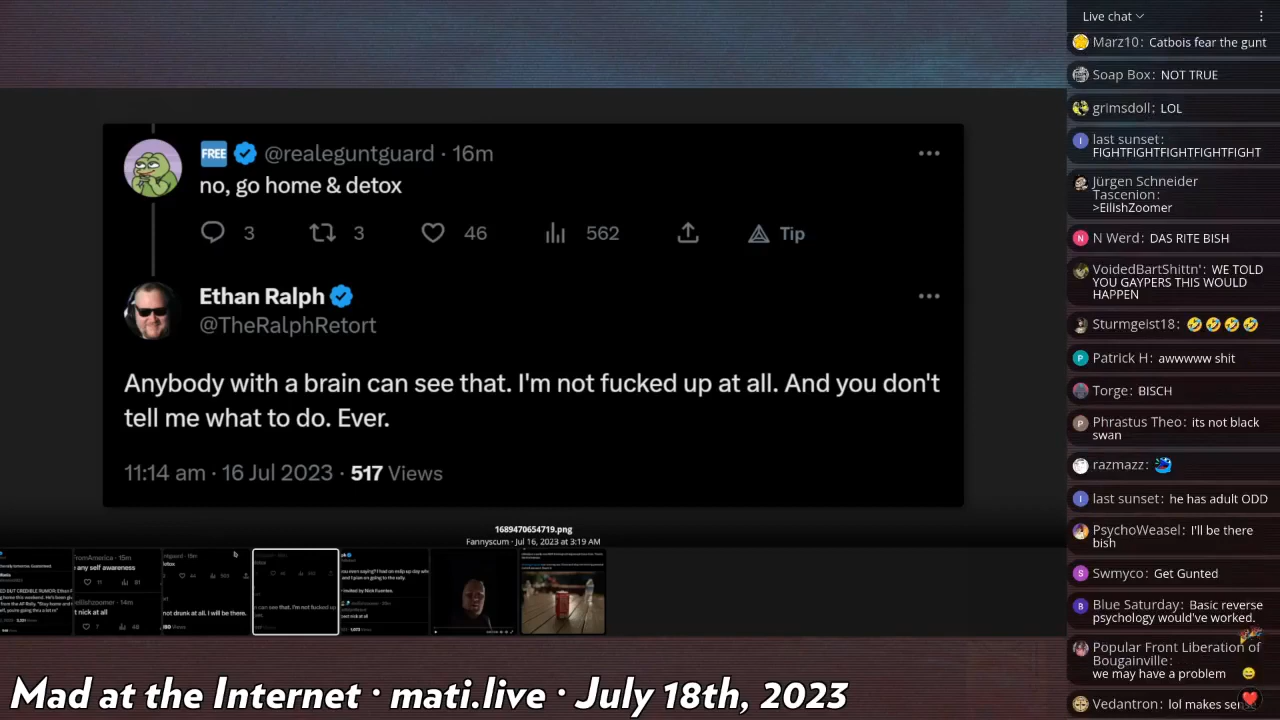 FREE @realeguntguard · 16m
no, go home & detox
3 3 46 562 Tip
Ethan Ralph
@TheRalphRetort
Anybody with a brain can see that. I'm not fucked up at all. And you don't
tell me what to do. Ever.
11:14 am · 16 Jul 2023 · 517 Views
1689470654719.png
Fannyscum · Jul 16, 2023 at 3:19 AM
Mad at the Internet · mati.live · July 18th, 2023
Live chat
Marz10: Catbois fear the gunt
Soap Box: NOT TRUE
grimsdoll: LOL
last sunset:
FIGHTFIGHTFIGHTFIGHTFIGHT
Jürgen Schneider
Tascenion:
>EilishZoomer
N Werd: DAS RITE BISH
VoidedBartShittn': WE TOLD
YOU GAYPERS THIS WOULD
HAPPEN
Sturmgeist18: 🤣🤣🤣🤣
Patrick H: awwwww shit
Torge: BISCH
Phrastus Theo: its not black
swan
vazmazz:
last sunset: he has adult ODD
PsychoWeasel: I'll be there
bish
Swmy: CWC
Blue Saturday: Basic reverse
psychology would've worked.
Popular Front Liberation of
Bougainville:
we may have a problem
Vedantron: lol makes sense